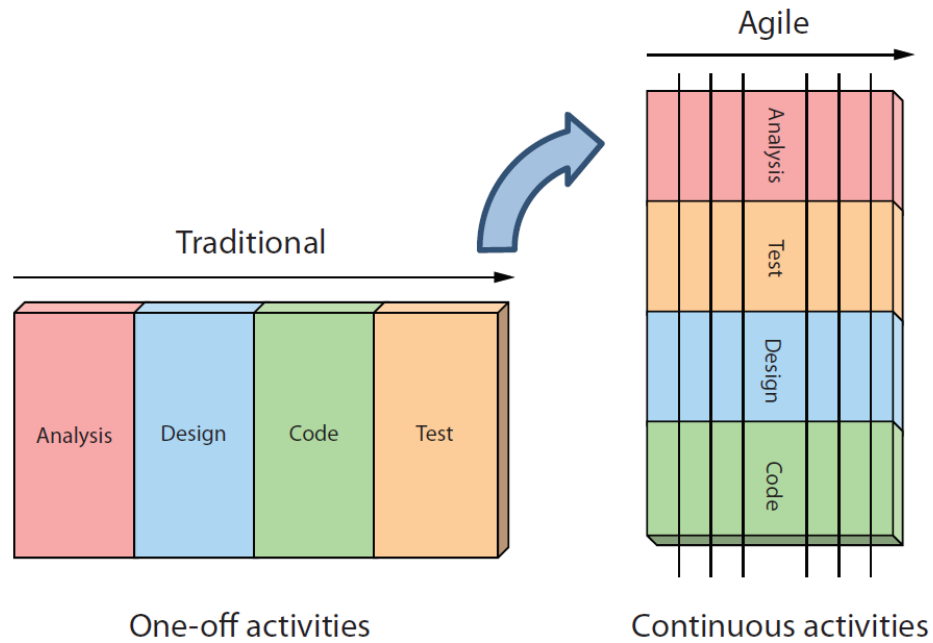 Agile
Analysis
Test
Design
Code
Traditional
Analysis Design Code Test
One-off activities
Continuous activities